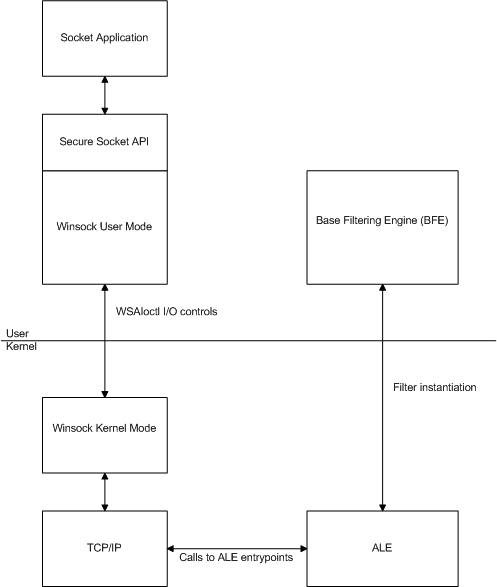 Socket Application
Secure Socket API
Winsock User Mode
Base Filtering Engine (BFE)
WSAIoctl I/O controls
User
Kernel
Filter instantiation
Winsock Kernel Mode
TCP/IP
Calls to ALE entrypoints
ALE